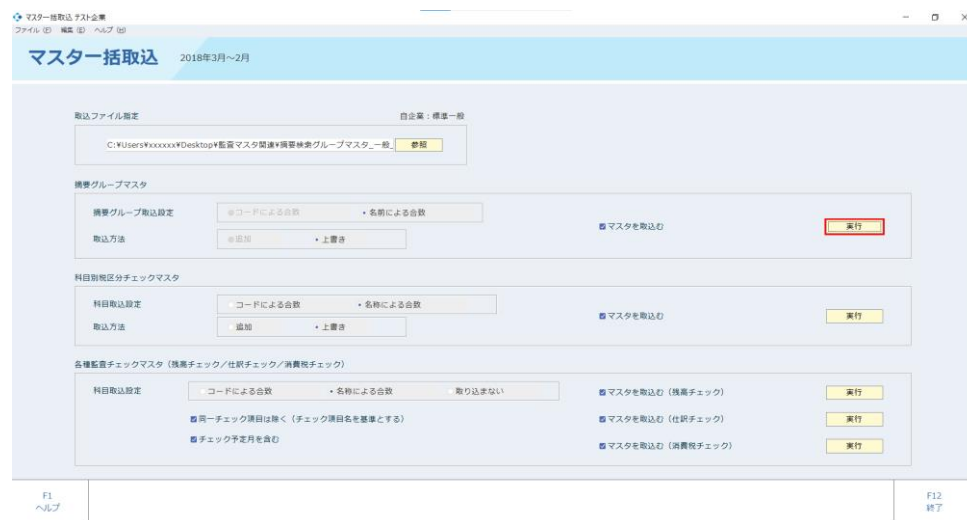 マスター括取込 テスト企業
ファイル (F) 編集 (E) ヘルプ (H)
マスター括取込 2018年3月～2月
取込ファイル指定 自企業：標準一般
C:¥Users¥xxxxxx¥Desktop¥監査マスタ関連¥摘要検索グループマスタ_一般_ 参照
摘要グループマスタ
摘要グループ取込設定 コードによる合致 名前による合致
マスタを取込む 実行
取込方法 追加 上書き
科目別税区分チェックマスタ
科目取込設定 コードによる合致 名称による合致
マスタを取込む 実行
取込方法 追加 上書き
各種監査チェックマスタ（残高チェック／仕訳チェック／消費税チェック）
科目取込設定 コードによる合致 名称による合致 取り込まない マスタを取込む（残高チェック） 実行
同一チェック項目は除く（チェック項目名を基準とする） マスタを取込む（仕訳チェック） 実行
チェック予定月を含む
マスタを取込む（消費税チェック） 実行
F1 F12
ヘルプ 終了